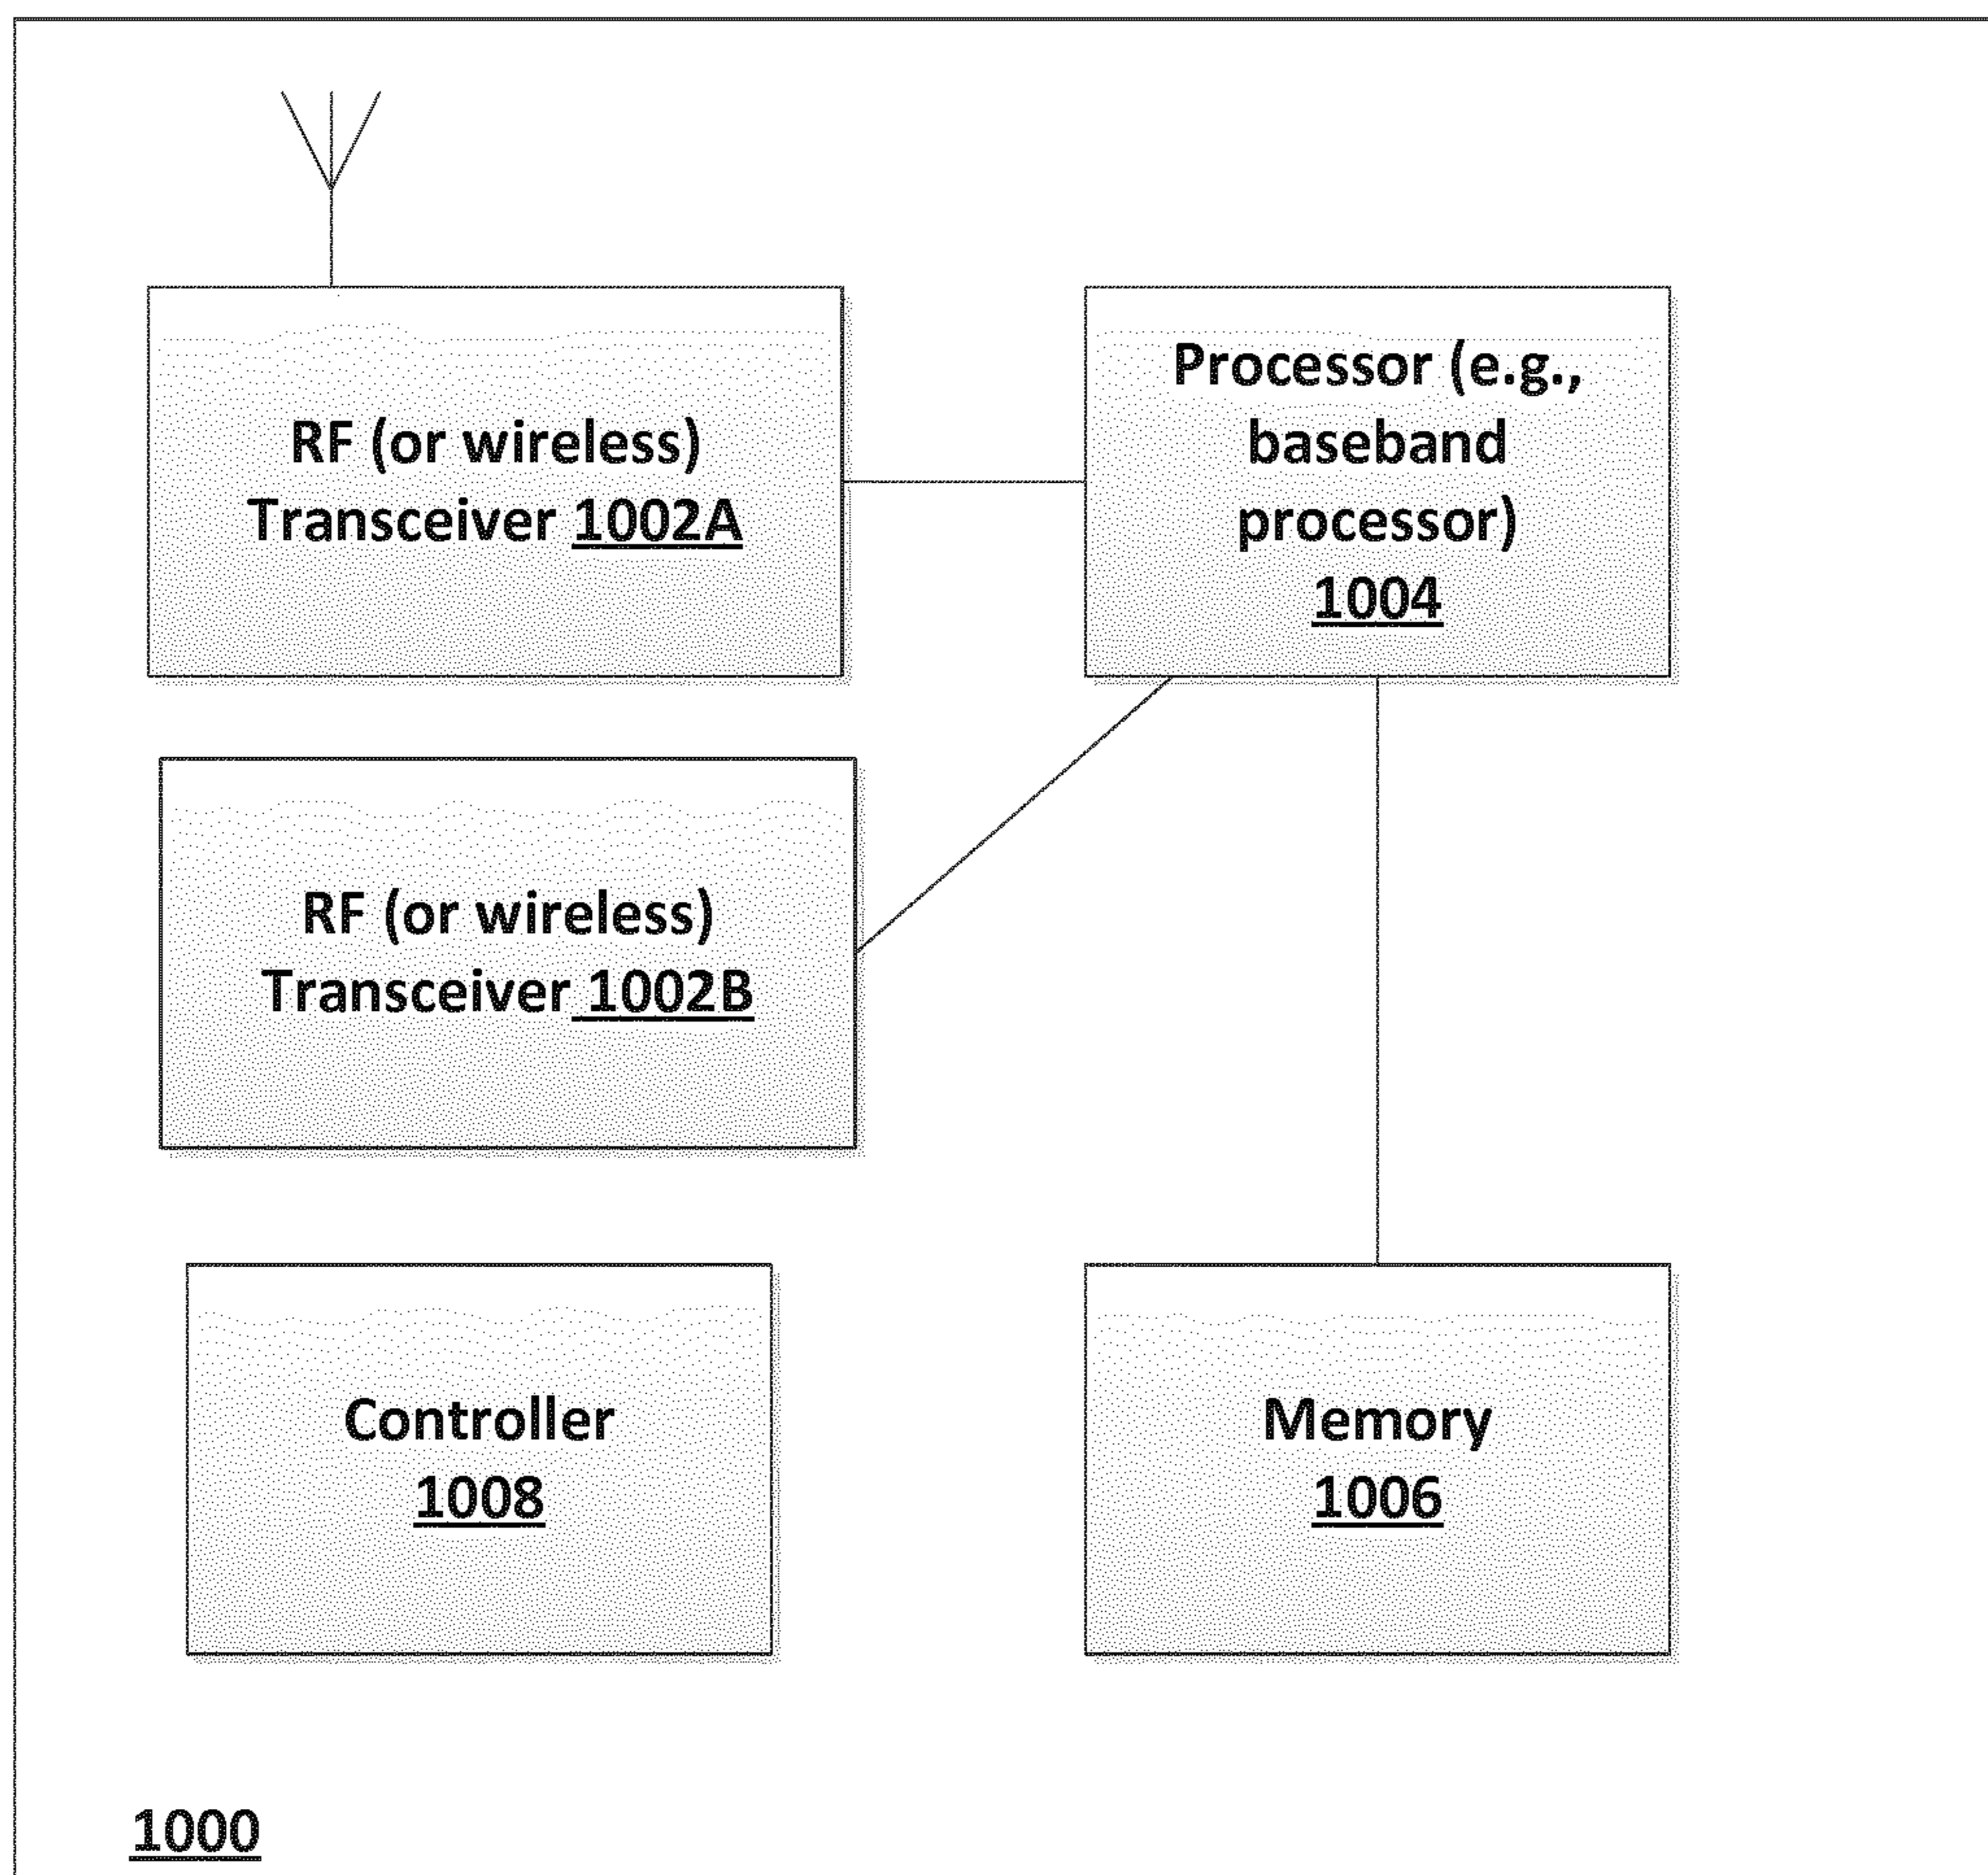 RF (or wireless)
Transceiver 1002A
Processor (e.g.,
baseband
processor)
1004
RF (or wireless)
Transceiver 1002B
Controller
1008
Memory
1006
1000